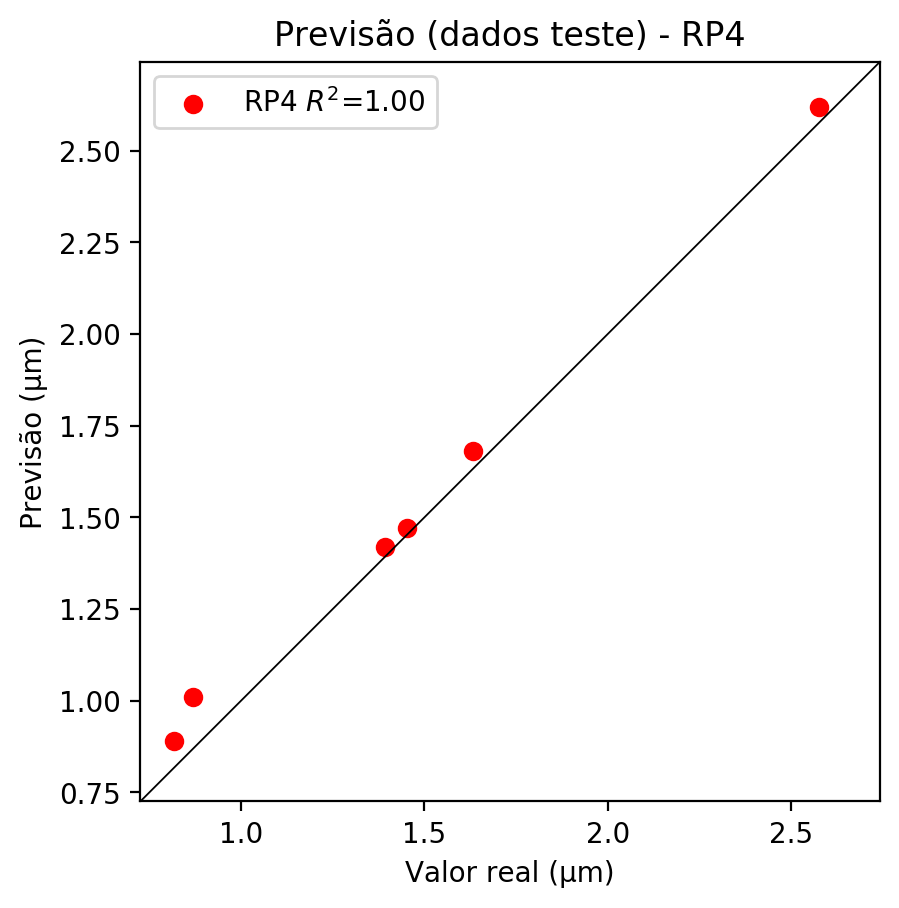 Previsão (dados teste) - RP4
RP4 R²=1.00
2.50
2.25
2.00
1.75
1.50
1.25
1.00
0.75
Previsão (μm)
1.0 1.5 2.0 2.5
Valor real (μm)